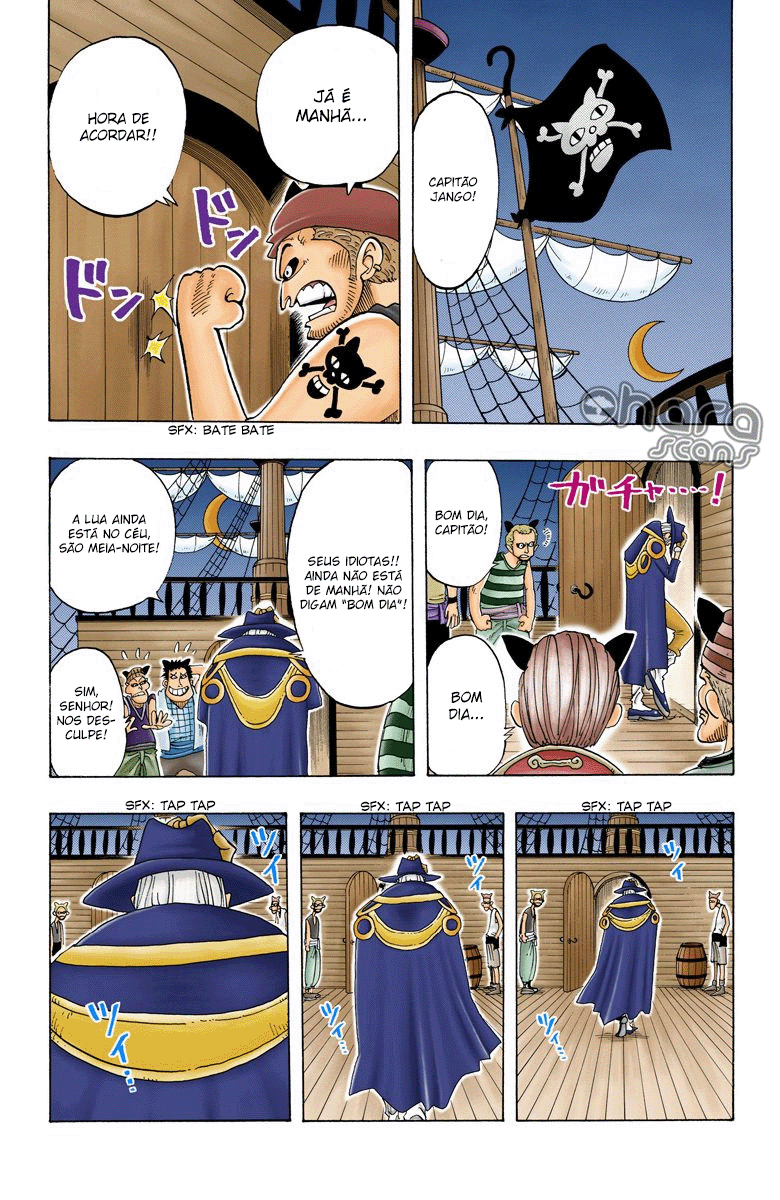 CAPITÃO
JANGO!
JÁ É
MANHÃ...
HORA DE
ACORDAR!!
ドン
ドン
SFX: BATE BATE
Ohara
scans
ガチャ・・・・・!
BOM DIA,
CAPITÃO!
BOM
DIA...
SEUS IDIOTAS!!
AINDA NÃO ESTÁ
DE MANHÃ! NÃO
DIGAM "BOM DIA"!
A LUA AINDA
ESTÁ NO CÉU,
SÃO MEIA-NOITE!
SIM,
SENHOR!
NOS DES-
CULPE!
SFX: TAP TAP
ツイ…
ツイ…
SFX: TAP TAP
ツイ…
ツイ…
SFX: TAP TAP
ツイ…
ツイ…